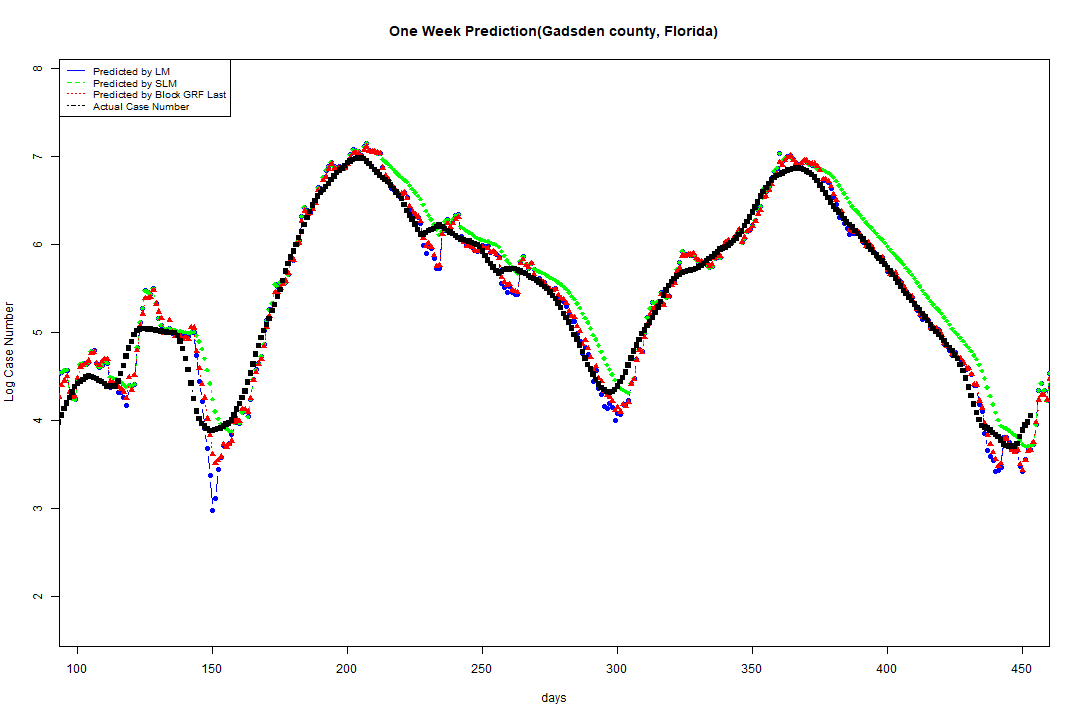 One Week Prediction(Gadsden county, Florida)
Predicted by LM
Predicted by SLM
Predicted by Block GRF Last
Actual Case Number
Log Case Number
8
7
6
5
4
3
2
100 150 200 250 300 350 400 450
days